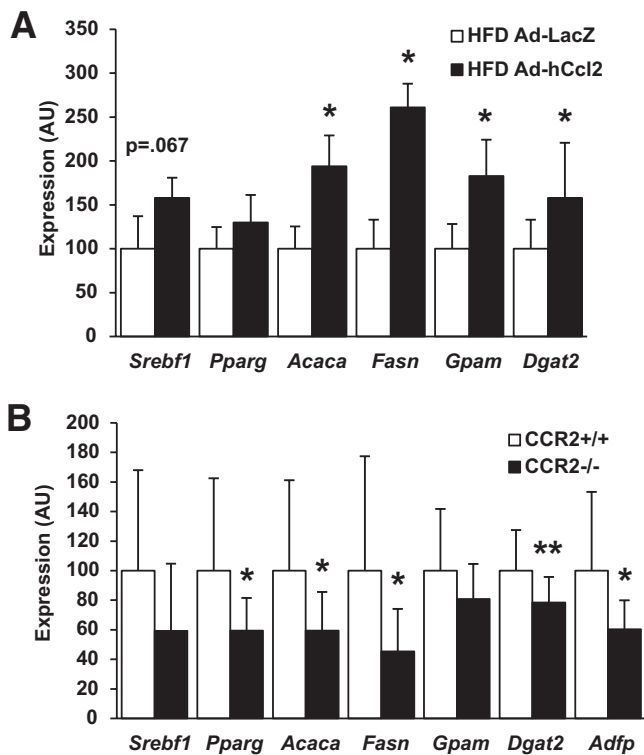 A
350
300
250
200
150
100
50
0
Expression (AU)
HFD Ad-LacZ
HFD Ad-hCcl2
p=.067
*
*
*
*
Srebf1 Pparg Acaca Fasn Gpam Dgat2
B
200
180
160
140
120
100
80
60
40
20
0
Expression (AU)
CCR2+/+
CCR2-/-
*
*
*
**
*
Srebf1 Pparg Acaca Fasn Gpam Dgat2 Adfp